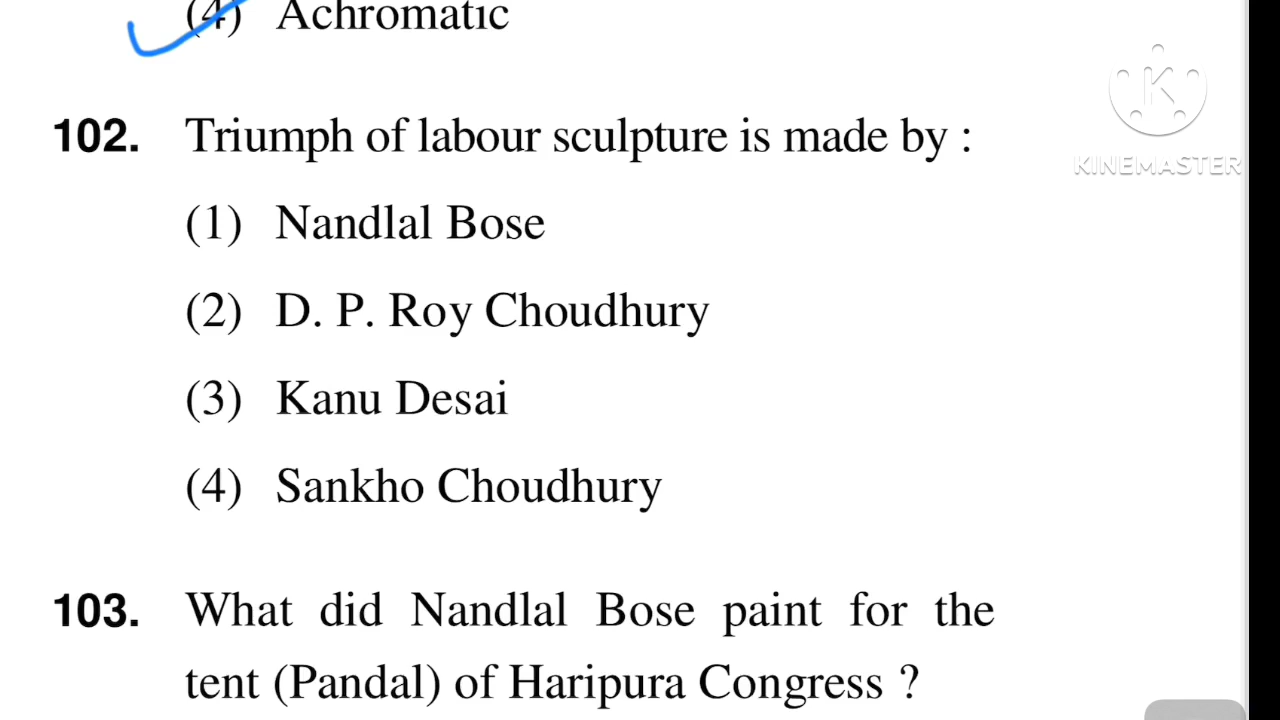 (4) Achromatic
102. Triumph of labour sculpture is made by :
(1) Nandlal Bose
(2) D. P. Roy Choudhury
(3) Kanu Desai
(4) Sankho Choudhury
103. What did Nandlal Bose paint for the
tent (Pandal) of Haripura Congress ?
K
KINEMASTER